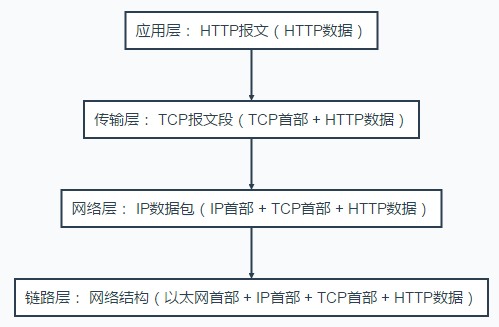 应用层： HTTP报文（HTTP数据）
传输层： TCP报文段（TCP首部 + HTTP数据）
网络层： IP数据包（IP首部 + TCP首部 + HTTP数据）
链路层： 网络结构（以太网首部 + IP首部 + TCP首部 + HTTP数据）